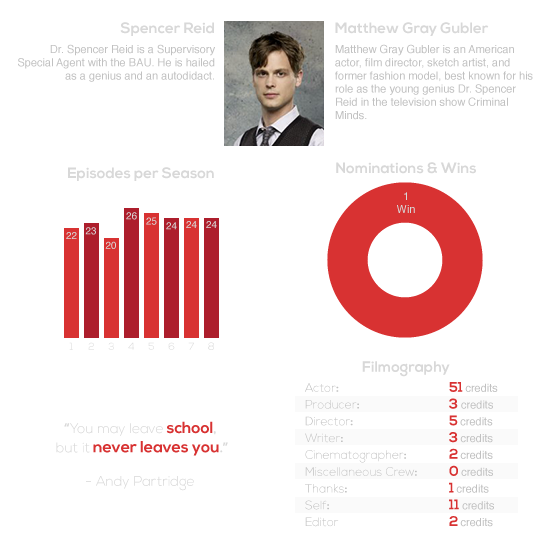 Spencer Reid
Dr. Spencer Reid is a Supervisory
Special Agent with the BAU. He is hailed
as a genius and an autodidact.
Matthew Gray Gubler
Matthew Gray Gubler is an American
actor, film director, sketch artist, and
former fashion model, best known for his
role as the young genius Dr. Spencer
Reid in the television show Criminal
Minds.
Episodes per Season
22 23 20 26 25 24 24 24
1 2 3 4 5 6 7 8
Nominations & Wins
1
Win
Filmography
Actor: 51 credits
Producer: 3 credits
Director: 5 credits
Writer: 3 credits
Cinematographer: 2 credits
Miscellaneous Crew: 0 credits
Thanks: 1 credits
Self: 11 credits
Editor 2 credits
“You may leave school,
but it never leaves you.”
– Andy Partridge